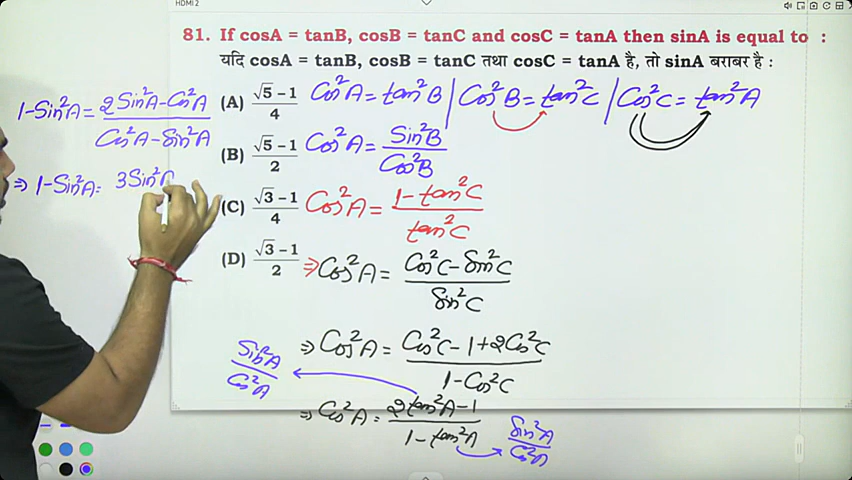 HDMI 2
81. If cosA = tanB, cosB = tanC and cosC = tanA then sinA is equal to :
यदि cosA = tanB, cosB = tanC तथा cosC = tanA है, तो sinA बराबर है :
(A) √5 - 1 / 4
(B) √5 - 1 / 2
(C) √3 - 1 / 4
(D) √3 - 1 / 2
Cos²A = tan²B | Cos²B = tan²C | Cos²C = tan²A
Cos²A = Sin²B / Cos²B
Cos²A = 1 - tan²C / tan²C
⇒ Cos²A = Cos²C - Sin²C / Sin²C
⇒ Cos²A = Cos²C - 1 + 2Cos²C / 1 - Cos²C
⇒ Cos²A = 2tan²A - 1 / 1 - tan²A
Sin²A / Cos²A
Sin²A / Cos²A
1 - Sin²A = 2Sin²A - Cos²A / Cos²A - Sin²A
⇒ 1 - Sin²A = 3Sin²